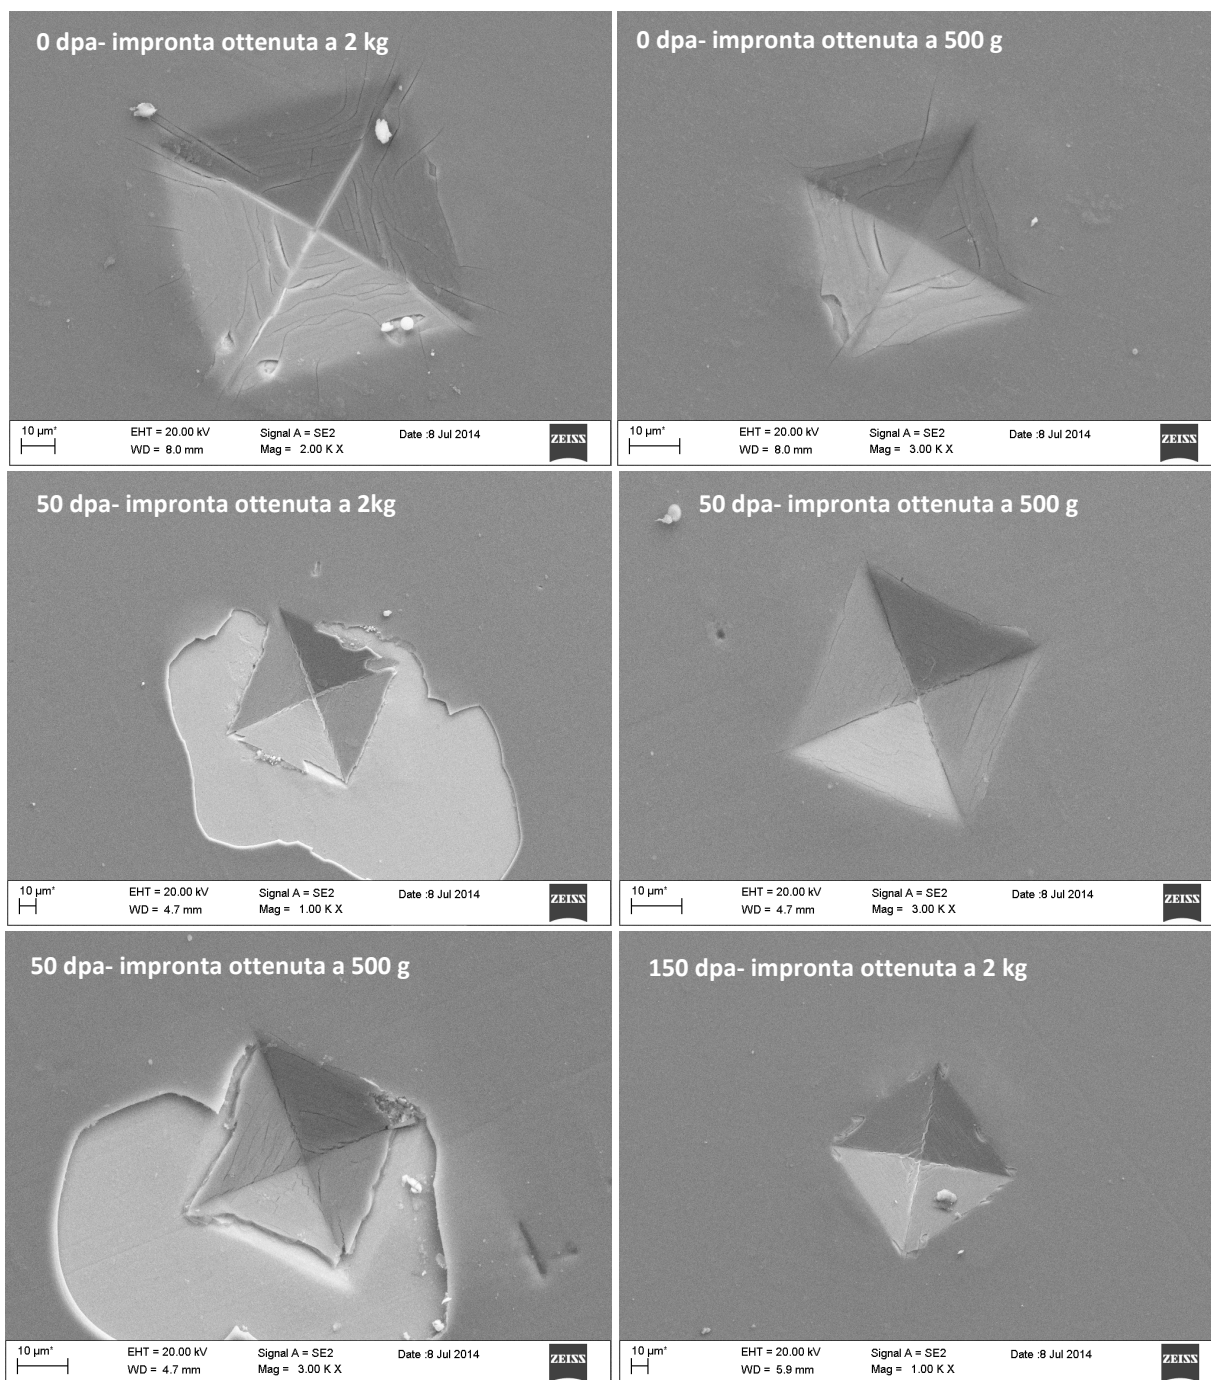 0 dpa- impronta ottenuta a 2 kg
10 µm*
EHT = 20.00 kV
Signal A = SE2
Date :8 Jul 2014
WD = 8.0 mm
Mag = 2.00 K X
ZEISS
0 dpa- impronta ottenuta a 500 g
10 µm*
EHT = 20.00 kV
Signal A = SE2
Date :8 Jul 2014
WD = 8.0 mm
Mag = 3.00 K X
ZEISS
50 dpa- impronta ottenuta a 2kg
10 µm*
EHT = 20.00 kV
Signal A = SE2
Date :8 Jul 2014
WD = 4.7 mm
Mag = 1.00 K X
ZEISS
50 dpa- impronta ottenuta a 500 g
10 µm*
EHT = 20.00 kV
Signal A = SE2
Date :8 Jul 2014
WD = 4.7 mm
Mag = 3.00 K X
ZEISS
50 dpa- impronta ottenuta a 500 g
10 µm*
EHT = 20.00 kV
Signal A = SE2
Date :8 Jul 2014
WD = 4.7 mm
Mag = 3.00 K X
ZEISS
150 dpa- impronta ottenuta a 2 kg
10 µm*
EHT = 20.00 kV
Signal A = SE2
Date :8 Jul 2014
WD = 5.9 mm
Mag = 1.00 K X
ZEISS